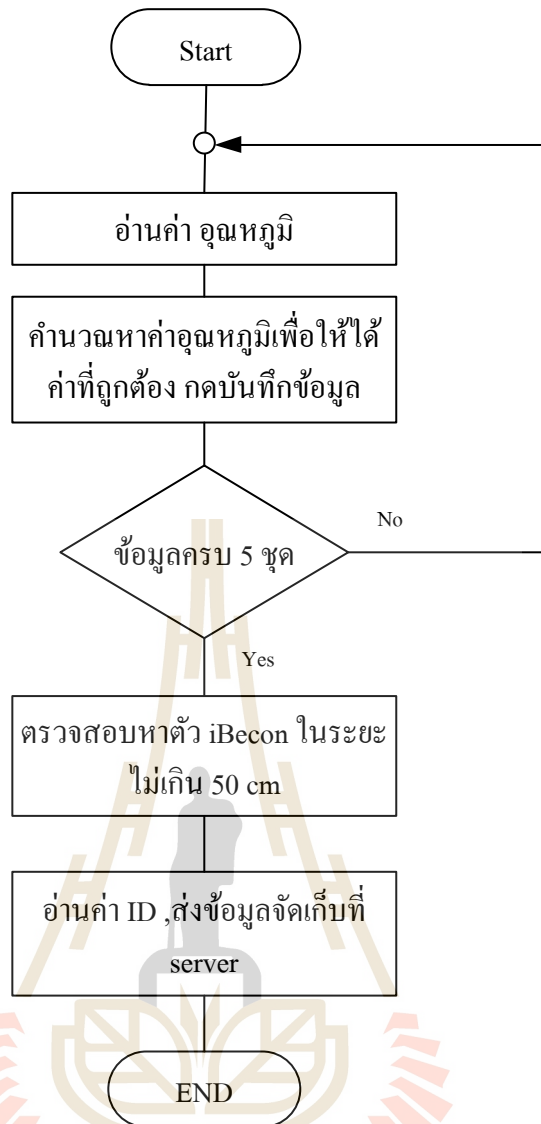 Start
อ่านค่า อุณหภูมิ
คำนวณหาค่าอุณหภูมิเพื่อให้ได้
ค่าที่ถูกต้อง กดบันทึกข้อมูล
ข้อมูลครบ 5 ชุด
No
Yes
ตรวจสอบหาตัว iBecon ในระยะ
ไม่เกิน 50 cm
อ่านค่า ID ,ส่งข้อมูลจัดเก็บที่
server
END